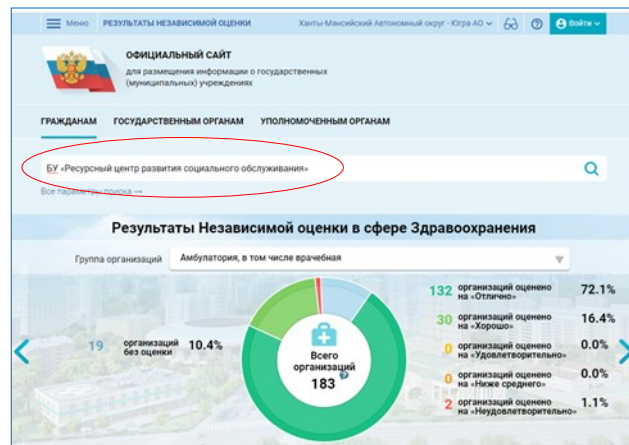 Меню РЕЗУЛЬТАТЫ НЕЗАВИСИМОЙ ОЦЕНКИ Ханты-Мансийский Автономный округ - Югра АО Войти
ОФИЦИАЛЬНЫЙ САЙТ
для размещения информации о государственных
(муниципальных) учреждениях
ГРАЖДАНАМ ГОСУДАРСТВЕННЫМ ОРГАНАМ УПОЛНОМОЧЕННЫМ ОРГАНАМ
БУ «Ресурсный центр развития социального обслуживания»
Все параметры поиска →
Результаты Независимой оценки в сфере Здравоохранения
Группа организаций Амбулатория, в том числе врачебная
19 организаций без оценки 10.4%
Всего
организаций
183
132 организаций оценено на «Отлично» 72.1%
30 организаций оценено на «Хорошо» 16.4%
0 организаций оценено на «Удовлетворительно» 0.0%
0 организаций оценено на «Ниже среднего» 0.0%
2 организаций оценено на «Неудовлетворительно» 1.1%